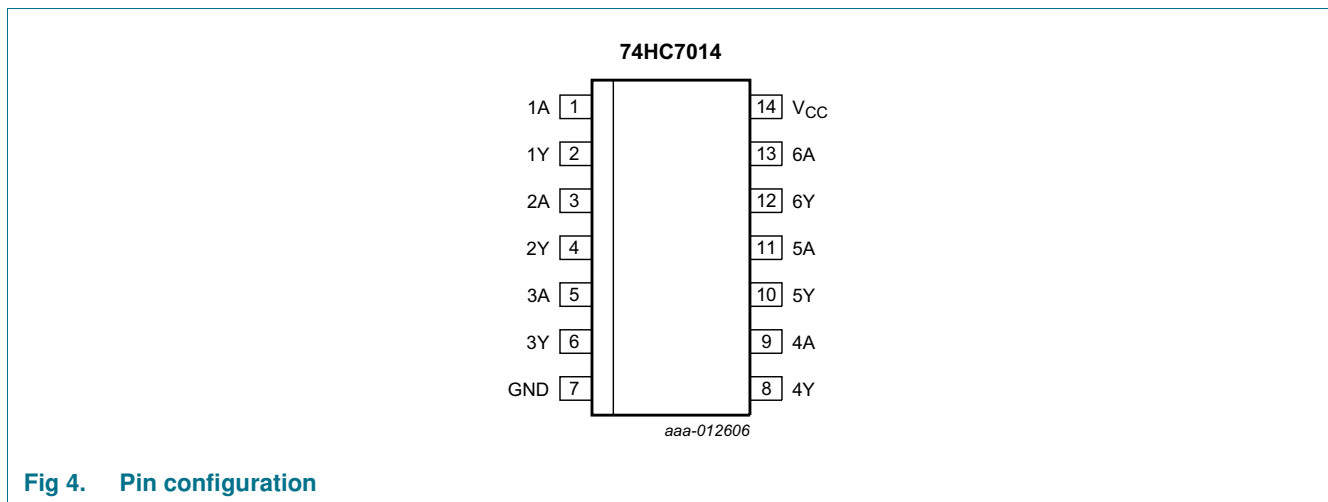 74HC7014
1A 1 14 VCC
1Y 2 13 6A
2A 3 12 6Y
2Y 4 11 5A
3A 5 10 5Y
3Y 6 9 4A
GND 7 8 4Y
aaa-012606
Fig 4. Pin configuration